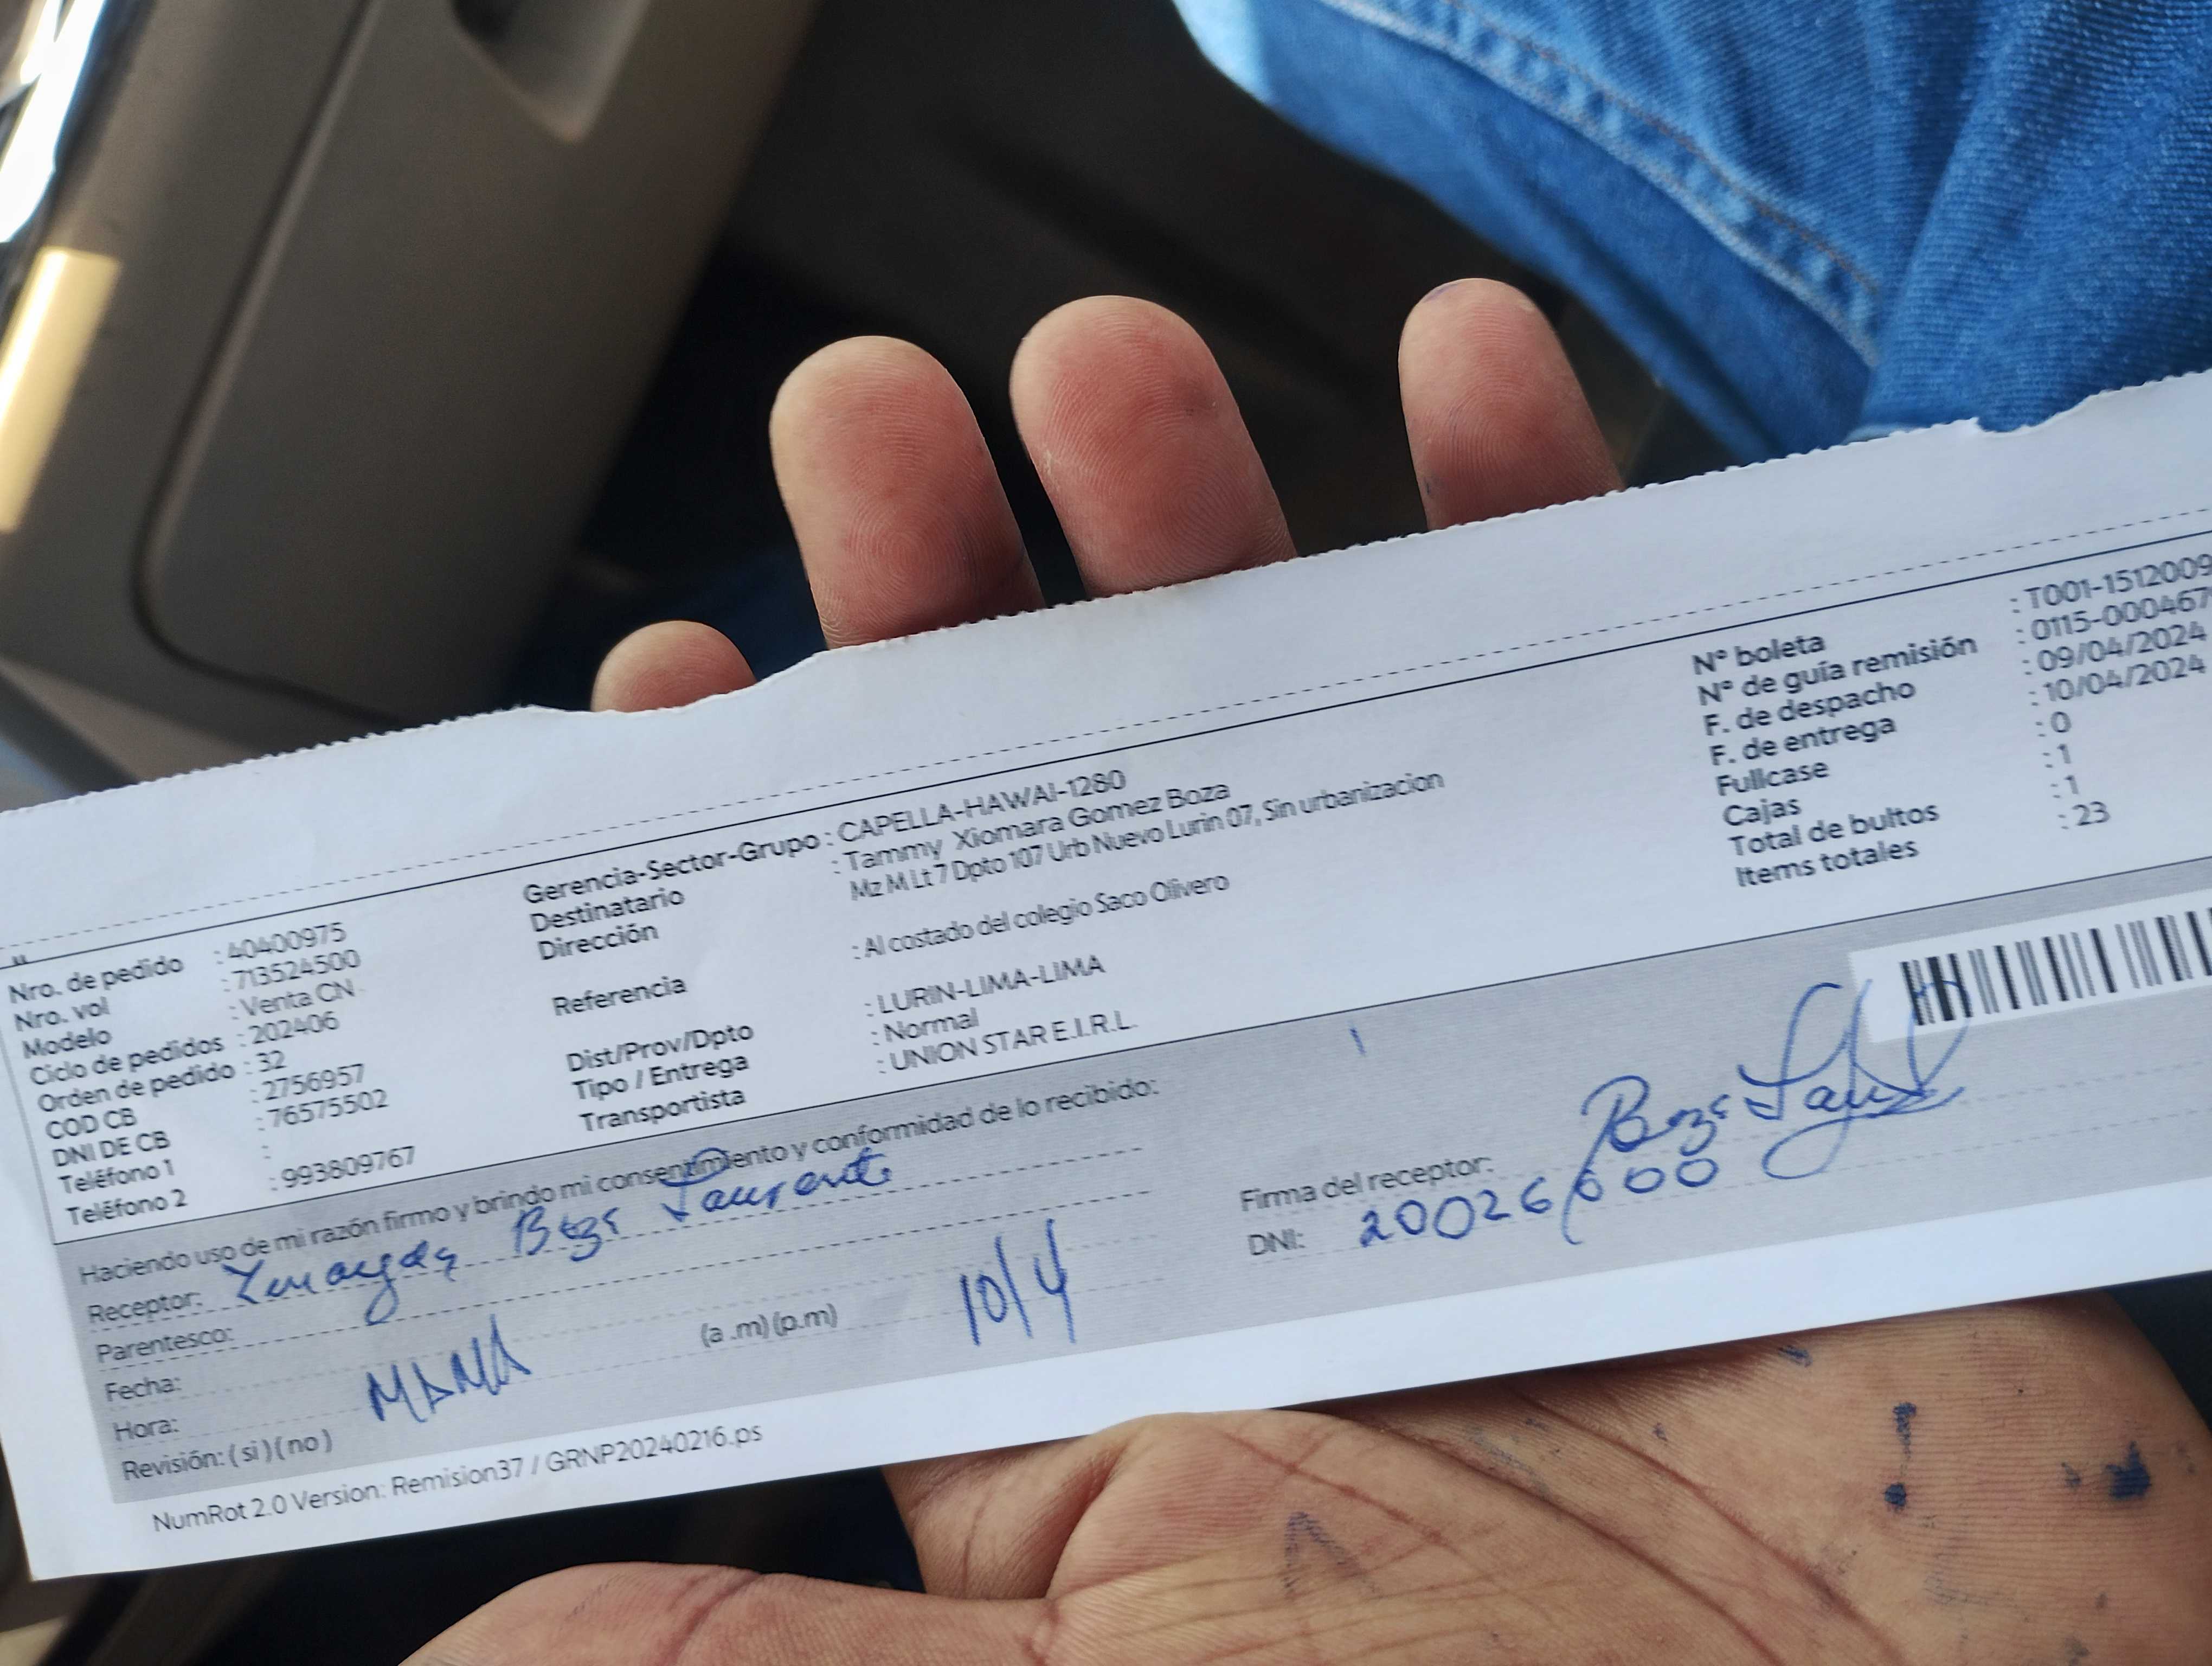 Nro. de pedido : 40400975
Nro. vol : 713524500
Modelo : Venta CN
Ciclo de pedidos : 202406
Orden de pedido : 32
COD CB : 2756957
DNI DE CB : 76575502
Teléfono 1 :
Teléfono 2 : 993809767
Gerencia-Sector-Grupo : CAPELLA-HAWAI-1280
Destinatario : Tammy Xiomara Gomez Boza
Dirección Mz M Lt 7 Dpto 107 Urb Nuevo Lurin 07, Sin urbanizacion
Referencia : Al costado del colegio Saco Olivero
Dist/Prov/Dpto : LURIN-LIMA-LIMA
Tipo / Entrega : Normal
Transportista : UNION STAR E.I.R.L.
N° boleta : T001-1512009
N° de guía remisión : 0115-000467
F. de despacho : 09/04/2024
F. de entrega : 10/04/2024
Fullcase : 0
Cajas : 1
Total de bultos : 1
Items totales : 23
Haciendo uso de mi razón firmo y brindo mi consentimiento y conformidad de lo recibido:
Receptor: Boza
Parentesco:
Fecha:
Hora: MAMA (a .m) (p.m) 10/4
Revisión: ( si ) ( no )
Firma del receptor: Boza
DNI: 20026000
NumRot 2.0 Version: Remision37 / GRNP20240216.ps